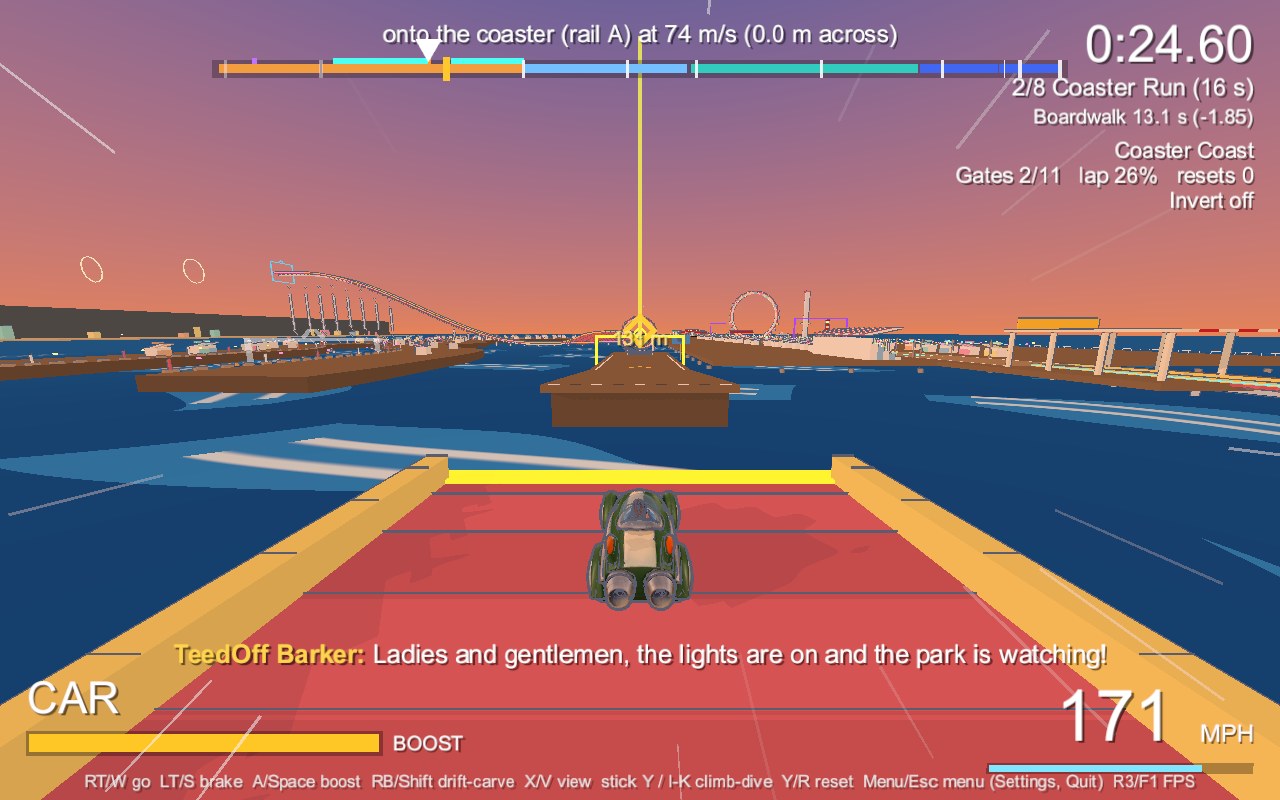 onto the coaster (rail A) at 74 m/s (0.0 m across)
0:24.60
2/8 Coaster Run (16 s)
Boardwalk 13.1 s (-1.85)
Coaster Coast
Gates 2/11 lap 26% resets 0
Invert off
TeedOff Barker: Ladies and gentlemen, the lights are on and the park is watching!
CAR
BOOST
171 MPH
RT/W go LT/S brake A/Space boost RB/Shift drift-carve X/V view stick Y / I-K climb-dive Y/R reset Menu/Esc menu (Settings, Quit) R3/F1 FPS